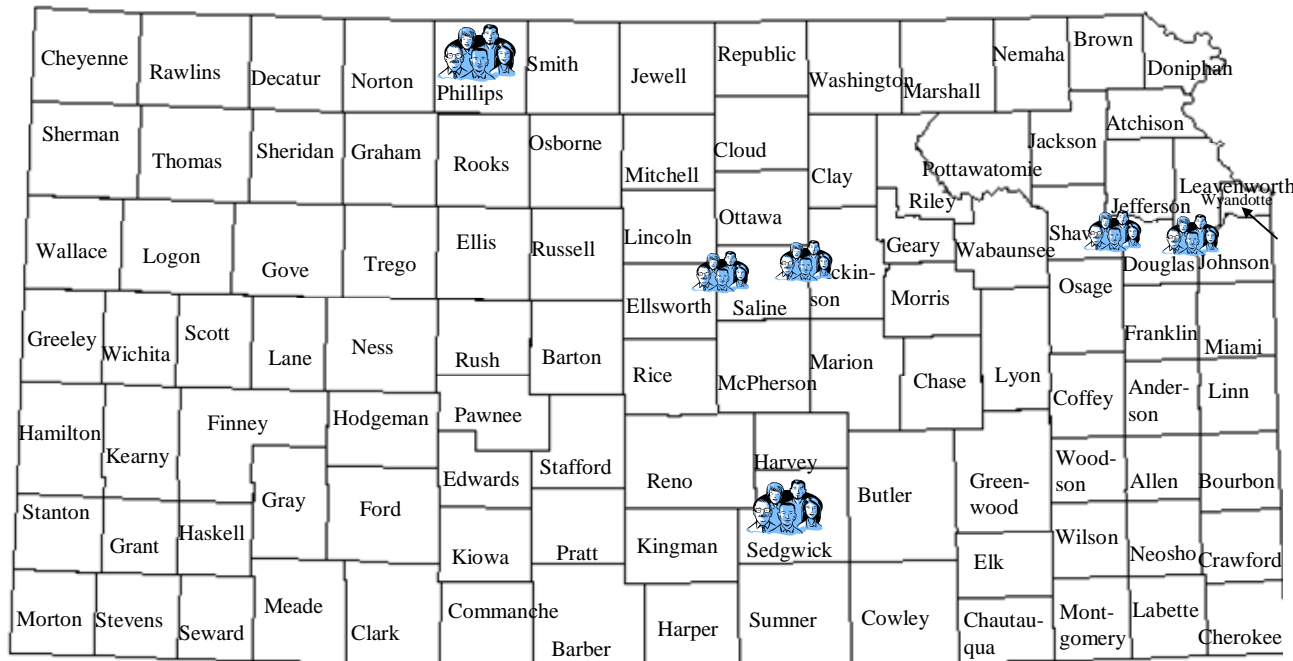 Cheyenne
Rawlins
Decatur
Norton
Phillips
Smith
Jewell
Republic
Washington
Marshall
Nemaha
Brown
Doniphan
Sherman
Thomas
Sheridan
Graham
Rooks
Osborne
Mitchell
Cloud
Clay
Riley
Pottawatomie
Jackson
Atchison
Jefferson
Leavenworth
Wyandotte
Wallace
Logon
Gove
Trego
Ellis
Russell
Lincoln
Ottawa
Geary
Wabaunsee
Shaw
Douglas
Johnson
Ellsworth
Saline
ckin-
son
Morris
Osage
Greeley
Wichita
Scott
Lane
Ness
Rush
Barton
Rice
McPherson
Marion
Chase
Lyon
Coffey
Franklin
Miami
Ander-
son
Linn
Hamilton
Kearny
Finney
Hodgeman
Pawnee
Edwards
Stafford
Reno
Harvey
Butler
Green-
wood
Wood-
son
Allen
Bourbon
Stanton
Grant
Haskell
Gray
Ford
Kiowa
Pratt
Kingman
Sedgwick
Elk
Wilson
Neosho
Crawford
Morton
Stevens
Seward
Meade
Clark
Commanche
Barber
Harper
Sumner
Cowley
Chautau-
qua
Mont-
gomery
Labette
Cherokee